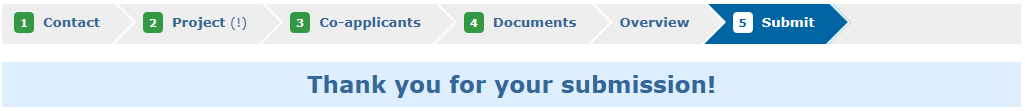 1 Contact 2 Project (!) 3 Co-applicants 4 Documents Overview 5 Submit
Thank you for your submission!